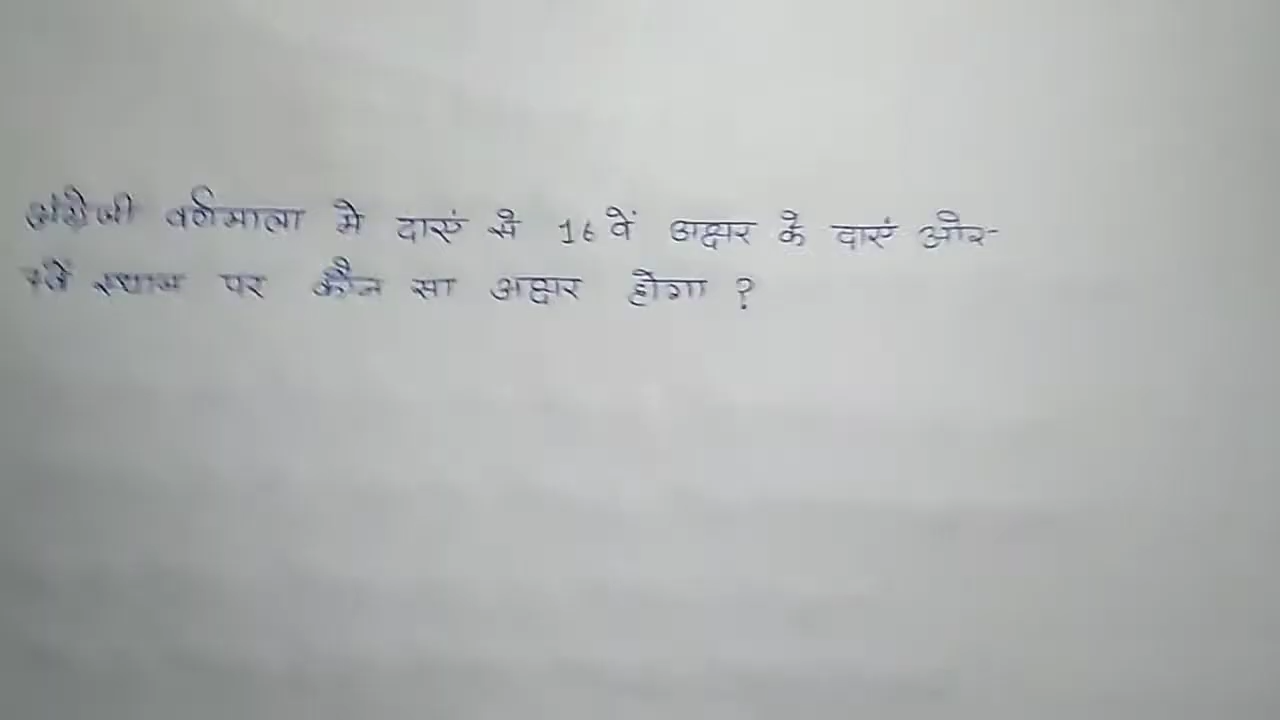 अंग्रेजी वर्णमाला मे दाएं से 16 वें अक्षर के दाएं ओर
स्थान पर कौन सा अक्षर होगा ?